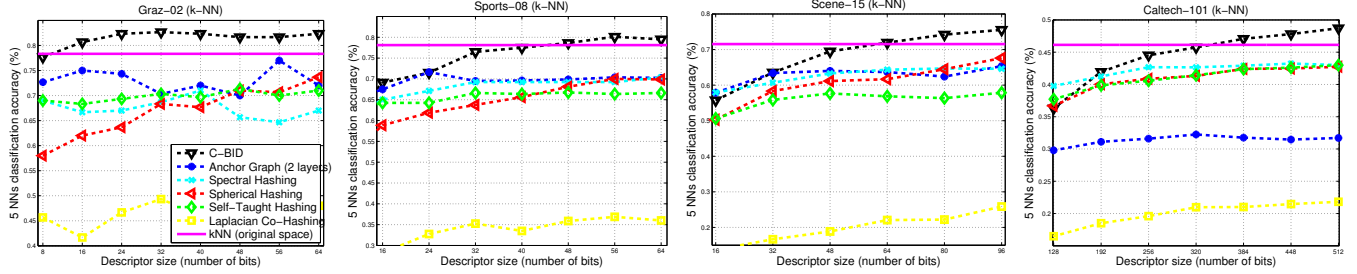 Graz−02 (k−NN)
5 NNs classification accuracy (%)
0.85
0.8
0.75
0.7
0.65
0.6
0.55
0.5
0.45
0.4
8 16 24 32 40 48 56 64
Descriptor size (number of bits)
C−BID
Anchor Graph (2 layers)
Spectral Hashing
Spherical Hashing
Self−Taught Hashing
Laplacian Co−Hashing
kNN (original space)
Sports−08 (k−NN)
5 NNs classification accuracy (%)
0.8
0.75
0.7
0.65
0.6
0.55
0.5
0.45
0.4
0.35
0.3
16 24 32 40 48 56 64
Descriptor size (number of bits)
Scene−15 (k−NN)
5 NNs classification accuraracy (%)
0.7
0.6
0.5
0.4
0.3
0.2
16 32 48 64 80 96
Descriptor size (number of bits)
Caltech−101 (k−NN)
5 NNs classification accuracy (%)
0.5
0.45
0.4
0.35
0.3
0.25
0.2
128 192 256 320 384 448 512
Descriptor size (number of bits)